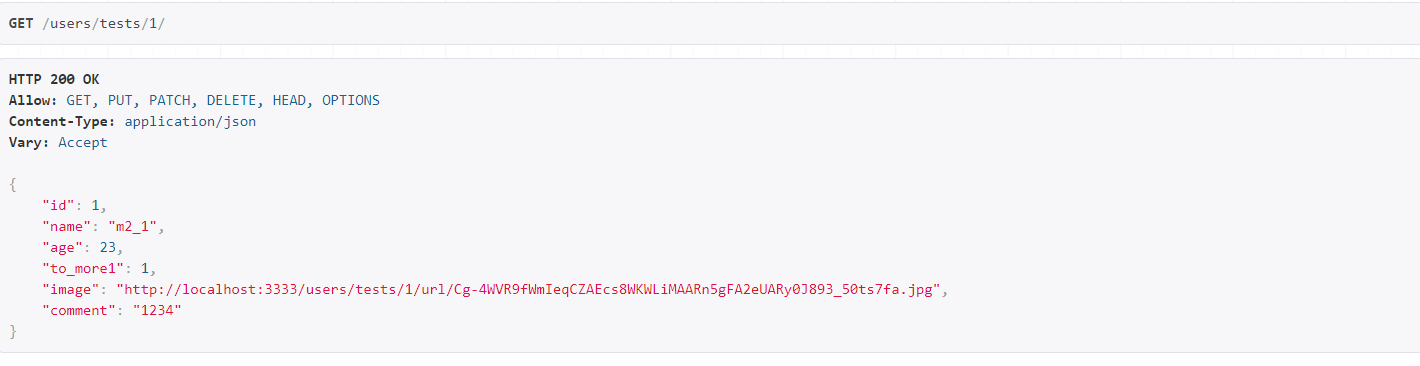 GET /users/tests/1/
HTTP 200 OK
Allow: GET, PUT, PATCH, DELETE, HEAD, OPTIONS
Content-Type: application/json
Vary: Accept
{
"id": 1,
"name": "m2_1",
"age": 23,
"to_more1": 1,
"image": "http://localhost:3333/users/tests/1/url/Cg-4WVR9fWmIeqCZAEcs8WKWLiMAARn5gFA2eUARy0J893_50ts7fa.jpg",
"comment": "1234"
}